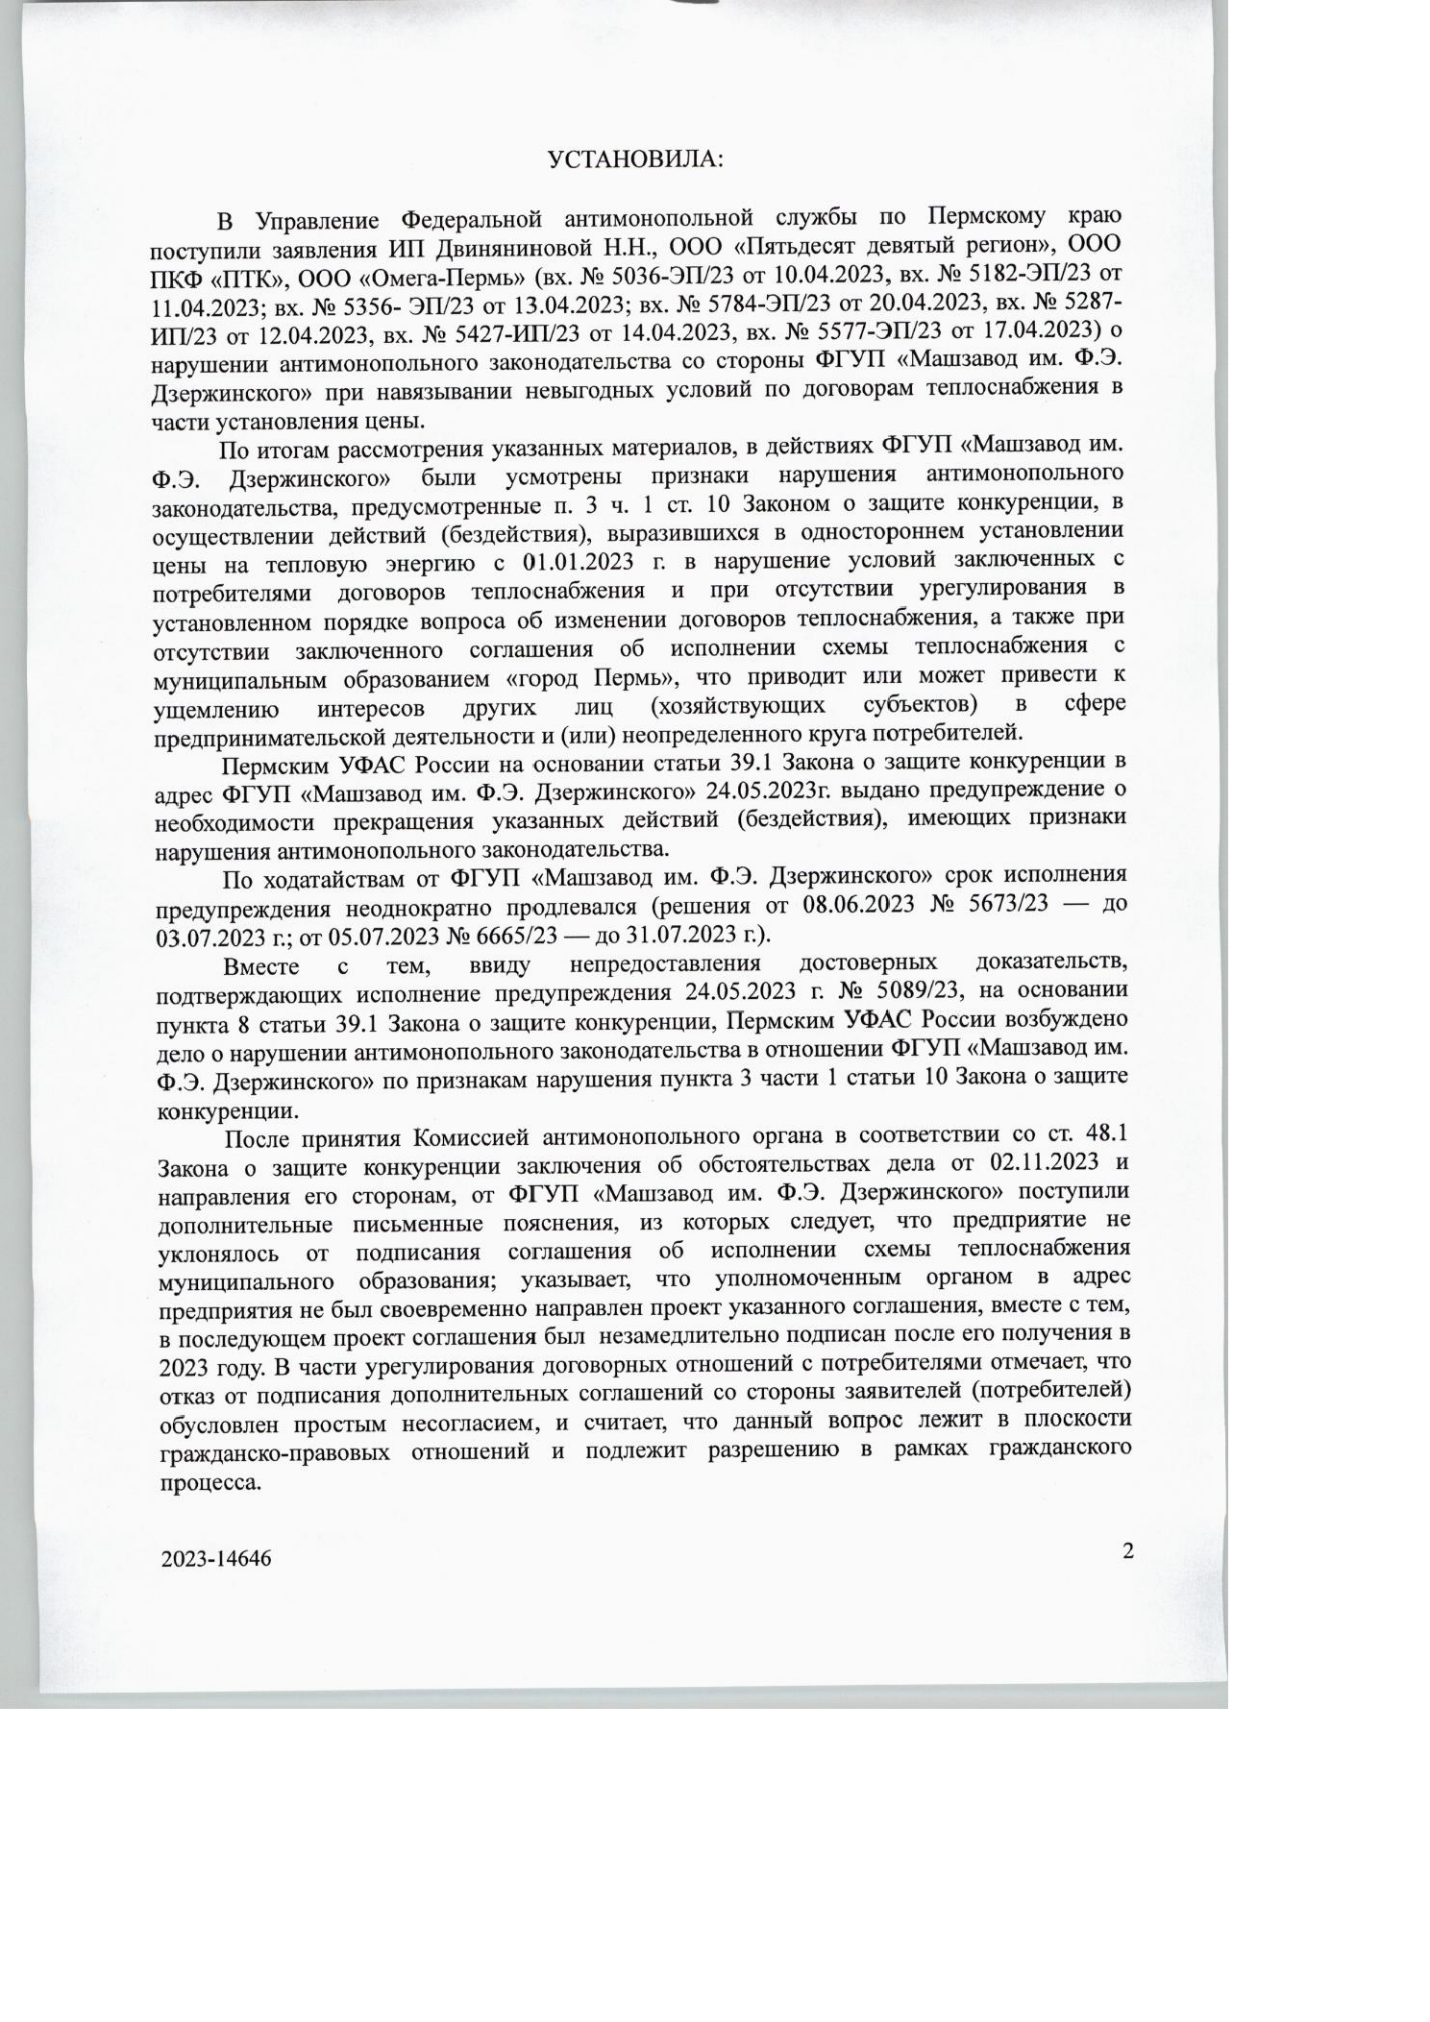 УСТАНОВИЛА:
В Управление Федеральной антимонопольной службы по Пермскому краю
поступили заявления ИП Двиняниновой Н.Н., ООО «Пятьдесят девятый регион», ООО
ПКФ «ПТК», ООО «Омега-Пермь» (вх. № 5036-ЭП/23 от 10.04.2023, вх. № 5182-ЭП/23 от
11.04.2023; вх. № 5356- ЭП/23 от 13.04.2023; вх. № 5784-ЭП/23 от 20.04.2023, вх. № 5287-
ИП/23 от 12.04.2023, вх. № 5427-ИП/23 от 14.04.2023, вх. № 5577-ЭП/23 от 17.04.2023) о
нарушении антимонопольного законодательства со стороны ФГУП «Машзавод им. Ф.Э.
Дзержинского» при навязывании невыгодных условий по договорам теплоснабжения в
части установления цены.
По итогам рассмотрения указанных материалов, в действиях ФГУП «Машзавод им.
Ф.Э. Дзержинского» были усмотрены признаки нарушения антимонопольного
законодательства, предусмотренные п. 3 ч. 1 ст. 10 Законом о защите конкуренции, в
осуществлении действий (бездействия), выразившихся в одностороннем установлении
цены на тепловую энергию с 01.01.2023 г. в нарушение условий заключенных с
потребителями договоров теплоснабжения и при отсутствии урегулирования в
установленном порядке вопроса об изменении договоров теплоснабжения, а также при
отсутствии заключенного соглашения об исполнении схемы теплоснабжения с
муниципальным образованием «город Пермь», что приводит или может привести к
ущемлению интересов других лиц (хозяйствующих субъектов) в сфере
предпринимательской деятельности и (или) неопределенного круга потребителей.
Пермским УФАС России на основании статьи 39.1 Закона о защите конкуренции в
адрес ФГУП «Машзавод им. Ф.Э. Дзержинского» 24.05.2023г. выдано предупреждение о
необходимости прекращения указанных действий (бездействия), имеющих признаки
нарушения антимонопольного законодательства.
По ходатайствам от ФГУП «Машзавод им. Ф.Э. Дзержинского» срок исполнения
предупреждения неоднократно продлевался (решения от 08.06.2023 № 5673/23 — до
03.07.2023 г.; от 05.07.2023 № 6665/23 — до 31.07.2023 г.).
Вместе с тем, ввиду непредоставления достоверных доказательств,
подтверждающих исполнение предупреждения 24.05.2023 г. № 5089/23, на основании
пункта 8 статьи 39.1 Закона о защите конкуренции, Пермским УФАС России возбуждено
дело о нарушении антимонопольного законодательства в отношении ФГУП «Машзавод им.
Ф.Э. Дзержинского» по признакам нарушения пункта 3 части 1 статьи 10 Закона о защите
конкуренции.
После принятия Комиссией антимонопольного органа в соответствии со ст. 48.1
Закона о защите конкуренции заключения об обстоятельствах дела от 02.11.2023 и
направления его сторонам, от ФГУП «Машзавод им. Ф.Э. Дзержинского» поступили
дополнительные письменные пояснения, из которых следует, что предприятие не
уклонялось от подписания соглашения об исполнении схемы теплоснабжения
муниципального образования; указывает, что уполномоченным органом в адрес
предприятия не был своевременно направлен проект указанного соглашения, вместе с тем,
в последующем проект соглашения был незамедлительно подписан после его получения в
2023 году. В части урегулирования договорных отношений с потребителями отмечает, что
отказ от подписания дополнительных соглашений со стороны заявителей (потребителей)
обусловлен простым несогласием, и считает, что данный вопрос лежит в плоскости
гражданско-правовых отношений и подлежит разрешению в рамках гражданского
процесса.
2023-14646
2